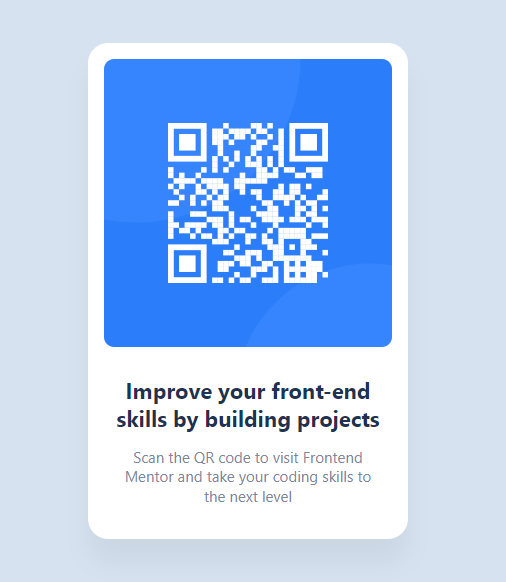 Improve your front-end
skills by building projects
Scan the QR code to visit Frontend
Mentor and take your coding skills to
the next level